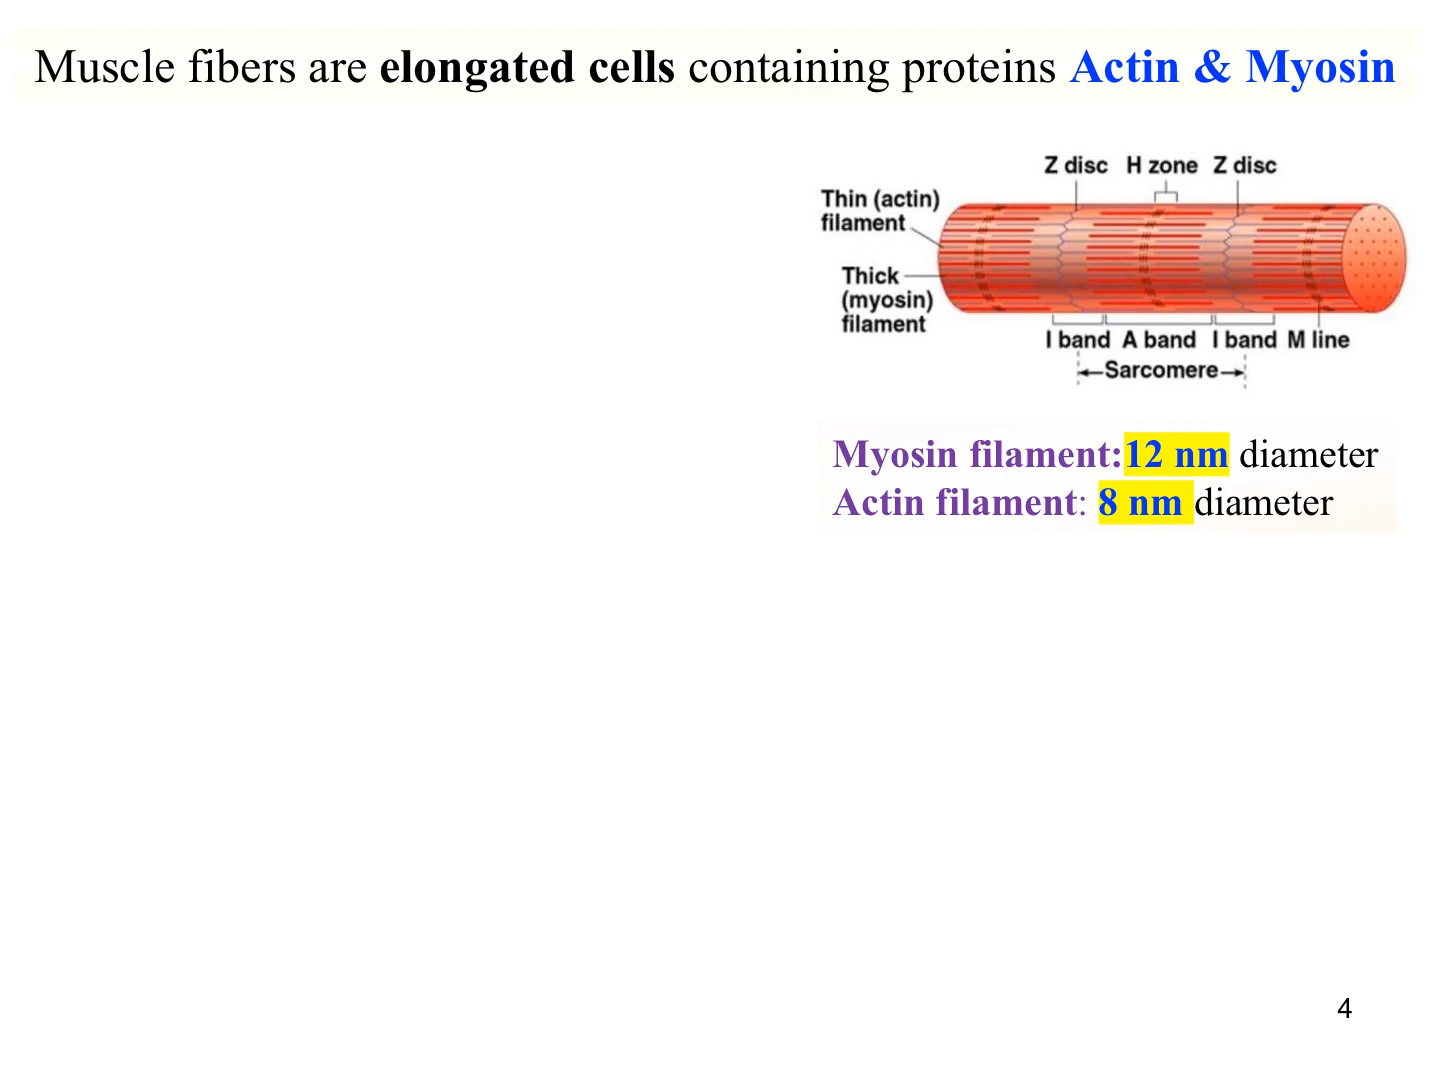 Muscle fibers are elongated cells containing proteins Actin & Myosin
Z disc H zone Z disc
Thin (actin)
filament
Thick
(myosin)
filament
I band A band I band M line
Sarcomere
Myosin filament:12 nm diameter
Actin filament: 8 nm diameter
4